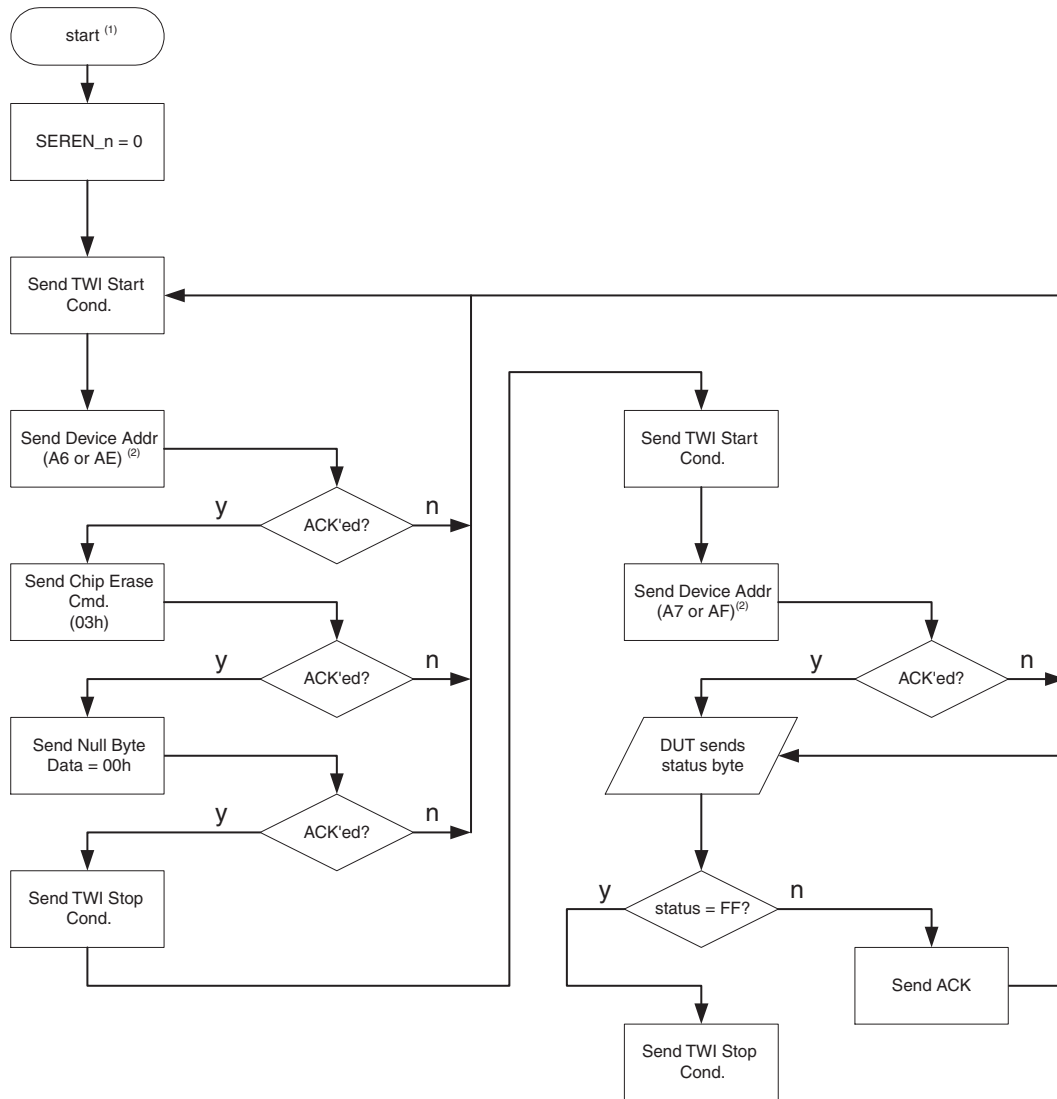 start (1)
SEREN_n = 0
Send TWI Start
Cond.
Send Device Addr
(A6 or AE) (2)
y
ACK'ed?
n
Send Chip Erase
Cmd.
(03h)
y
ACK'ed?
n
Send Null Byte
Data = 00h
y
ACK'ed?
n
Send TWI Stop
Cond.
Send TWI Start
Cond.
Send Device Addr
(A7 or AF)(2)
y
ACK'ed?
n
DUT sends
status byte
y
status = FF?
n
Send ACK
Send TWI Stop
Cond.